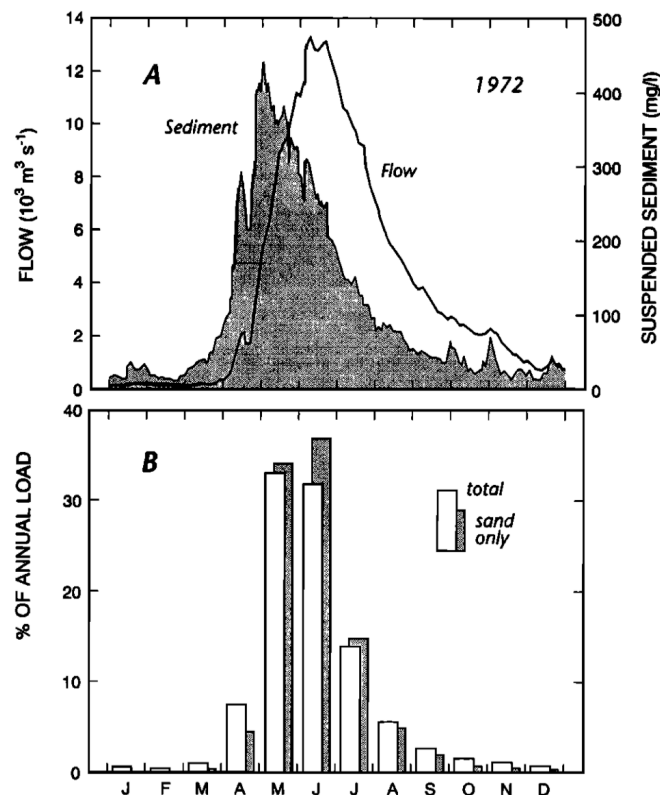 A
1972
Sediment
Flow
FLOW (10³ m³ s⁻¹)
14
12
10
8
6
4
2
0
SUSPENDED SEDIMENT (mg/l)
500
400
300
200
100
0
B
total
sand
only
% OF ANNUAL LOAD
40
30
20
10
0
J F M A M J J A S O N D